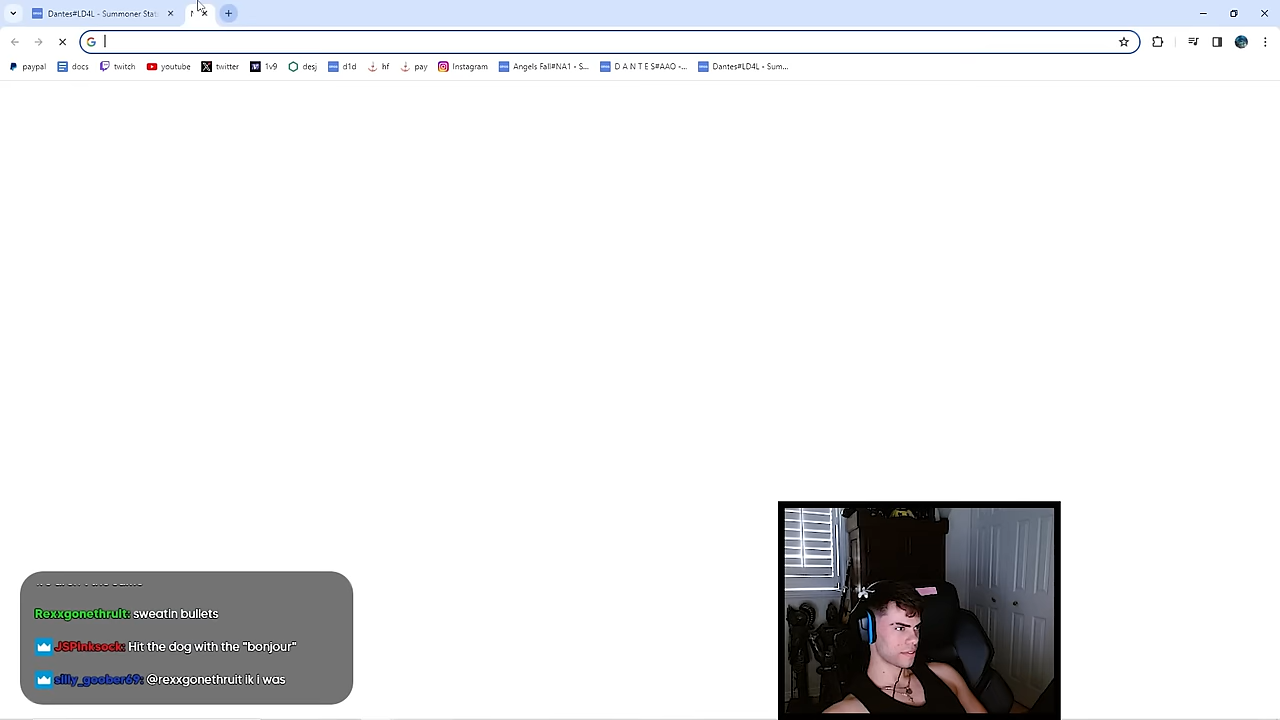 Dantes#LD4L - Summoner Stat
paypal docs twitch youtube twitter 1v9 desj d1d hf pay Instagram Angels Fall#NA1 • S... D A N T E S#AAO •... Dantes#LD4L • Sum...
Rexxgonethruit: sweatin bullets
JSPinksock: Hit the dog with the "bonjour"
silly_goober69: @rexxgonethruit ik i was